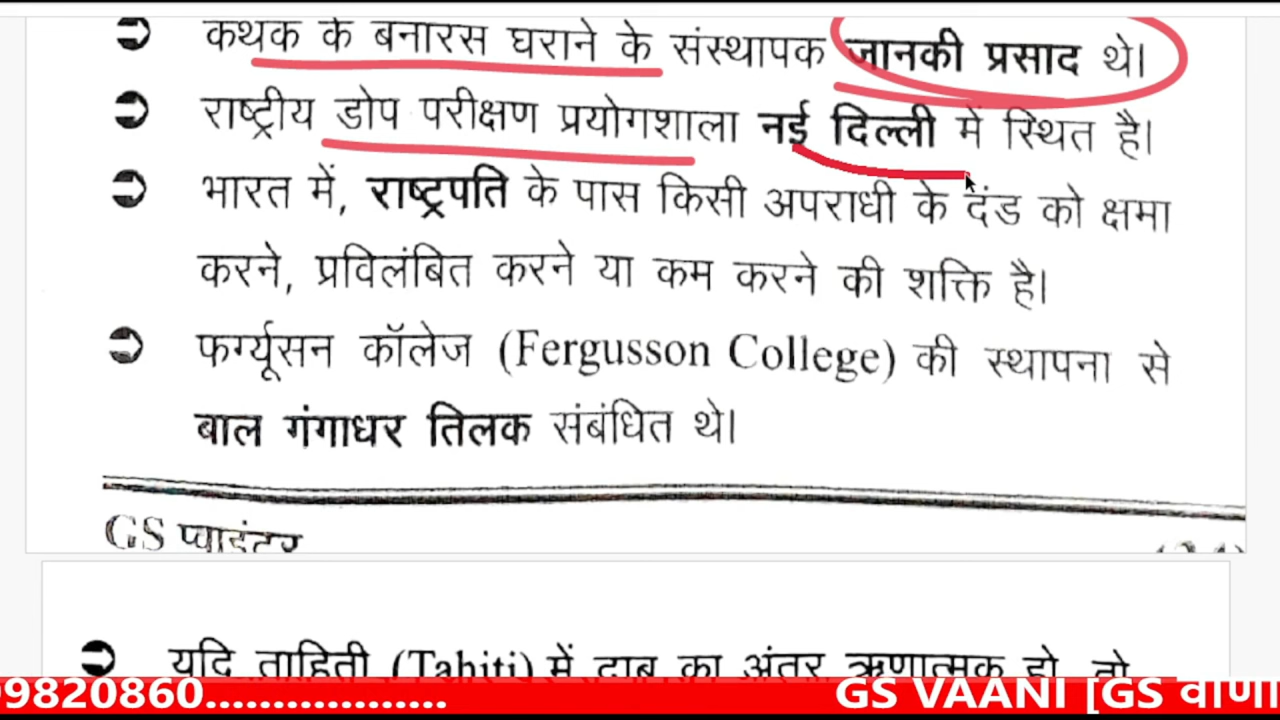 ➲ कथक के बनारस घराने के संस्थापक जानकी प्रसाद थे।
➲ राष्ट्रीय डोप परीक्षण प्रयोगशाला नई दिल्ली में स्थित है।
➲ भारत में, राष्ट्रपति के पास किसी अपराधी के दंड को क्षमा
करने, प्रविलंबित करने या कम करने की शक्ति है।
➲ फर्ग्यूसन कॉलेज (Fergusson College) की स्थापना से
बाल गंगाधर तिलक संबंधित थे।
GS प्वाइंटर
➲ यदि ताहिती (Tahiti) में दाब का अंतर ऋणात्मक हो, तो
99820860.................. GS VAANI [GS वाणी